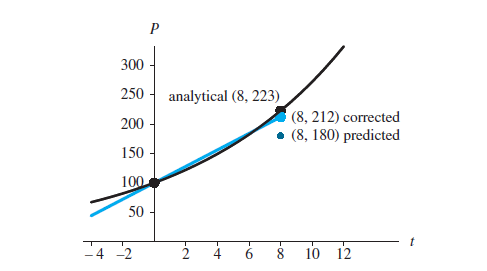 P
300
250
analytical (8, 223)
200
(8, 212) corrected
(8, 180) predicted
150
100
50
t
–4 –2 2 4 6 8 10 12